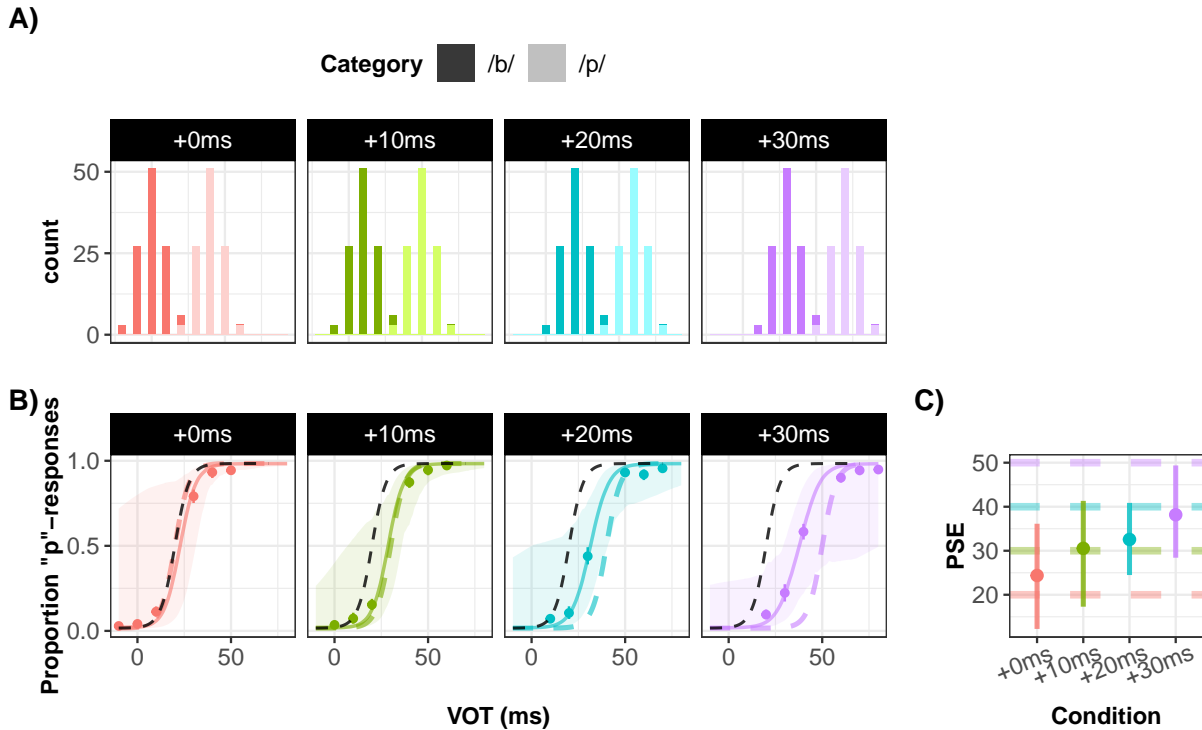 A)
Category /b/ /p/
+0ms +10ms +20ms +30ms
count
50
25
0
B)
+0ms +10ms +20ms +30ms
Proportion "p"-responses
1.0
0.5
0.0
0 50 0 50 0 50 0 50
VOT (ms)
C)
PSE
50
40
30
20
+0ms +10ms +20ms +30ms
Condition